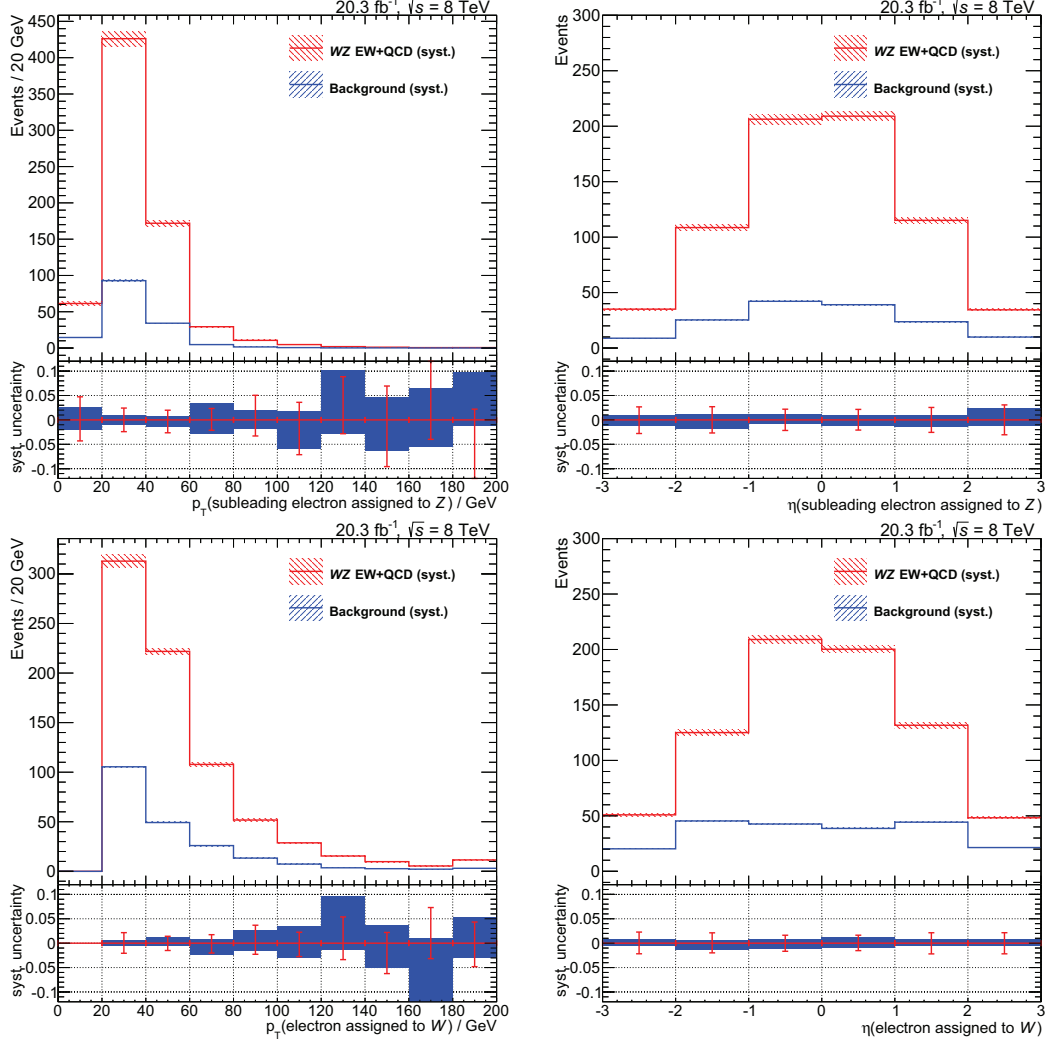 20.3 fb⁻¹, √s = 8 TeV
Events / 20 GeV
450
400
350
300
250
200
150
100
50
0
WZ EW+QCD (syst.)
Background (syst.)
syst. uncertainty
0.1
0.05
0
-0.05
-0.1
0 20 40 60 80 100 120 140 160 180 200
p_T(subleading electron assigned to Z) / GeV
20.3 fb⁻¹, √s = 8 TeV
Events
300
250
200
150
100
50
0
WZ EW+QCD (syst.)
Background (syst.)
syst. uncertainty
0.1
0.05
0
-0.05
-0.1
-3 -2 -1 0 1 2 3
η(subleading electron assigned to Z)
20.3 fb⁻¹, √s = 8 TeV
Events / 20 GeV
300
250
200
150
100
50
0
WZ EW+QCD (syst.)
Background (syst.)
syst. uncertainty
0.1
0.05
0
-0.05
-0.1
0 20 40 60 80 100 120 140 160 180 200
p_T(electron assigned to W) / GeV
20.3 fb⁻¹, √s = 8 TeV
Events
300
250
200
150
100
50
0
WZ EW+QCD (syst.)
Background (syst.)
syst. uncertainty
0.1
0.05
0
-0.05
-0.1
-3 -2 -1 0 1 2 3
η(electron assigned to W)